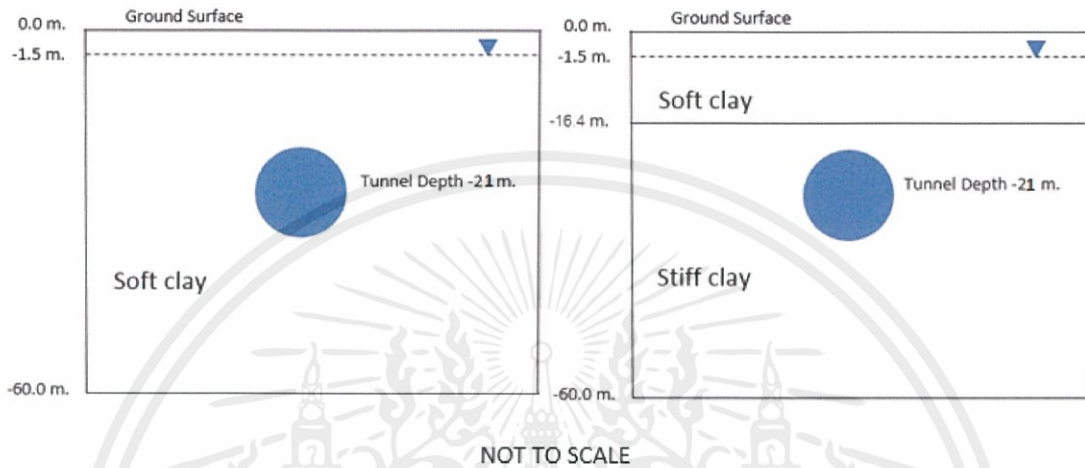 Ground Surface
0.0 m.
-1.5 m.
Tunnel Depth -21 m.
Soft clay
-60.0 m.
Ground Surface
0.0 m.
-1.5 m.
Soft clay
-16.4 m.
Tunnel Depth -21 m.
Stiff clay
-60.0 m.
NOT TO SCALE